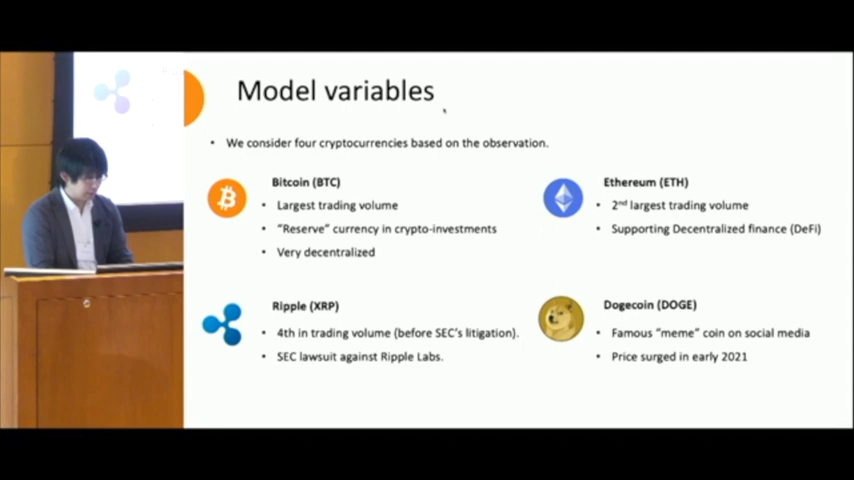 Model variables
• We consider four cryptocurrencies based on the observation.
Bitcoin (BTC)
• Largest trading volume
• "Reserve" currency in crypto-investments
• Very decentralized
Ethereum (ETH)
• 2nd largest trading volume
• Supporting Decentralized finance (DeFi)
Ripple (XRP)
• 4th in trading volume (before SEC's litigation).
• SEC lawsuit against Ripple Labs.
Dogecoin (DOGE)
• Famous "meme" coin on social media
• Price surged in early 2021